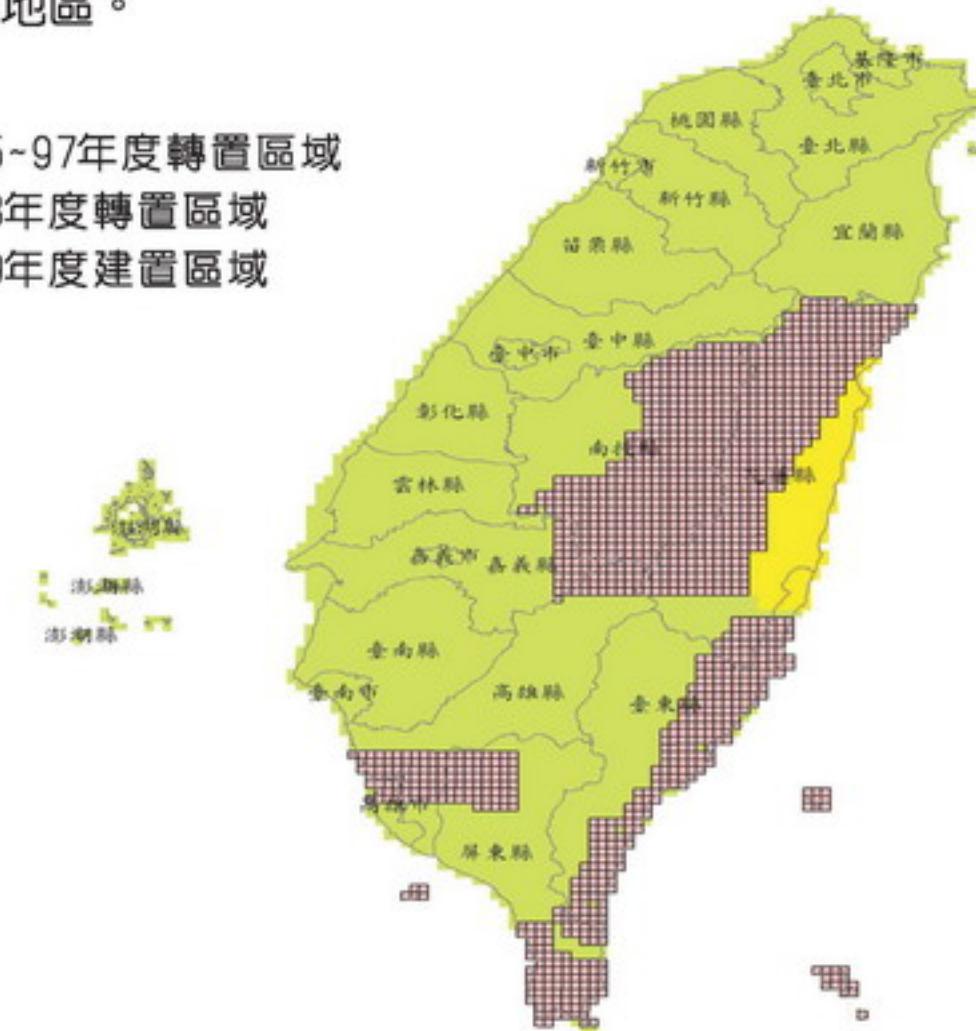 地區。
~97年度轉置區域
年度轉置區域
年度建置區域
基隆市
臺北市
桃園縣
臺北縣
新竹市
新竹縣
宜蘭縣
苗栗縣
臺中縣
臺中市
彰化縣
南投縣
雲林縣
嘉義市
嘉義縣
澎湖縣
澎湖縣
臺南縣
臺南市
高雄縣
臺東縣
高雄市
屏東縣